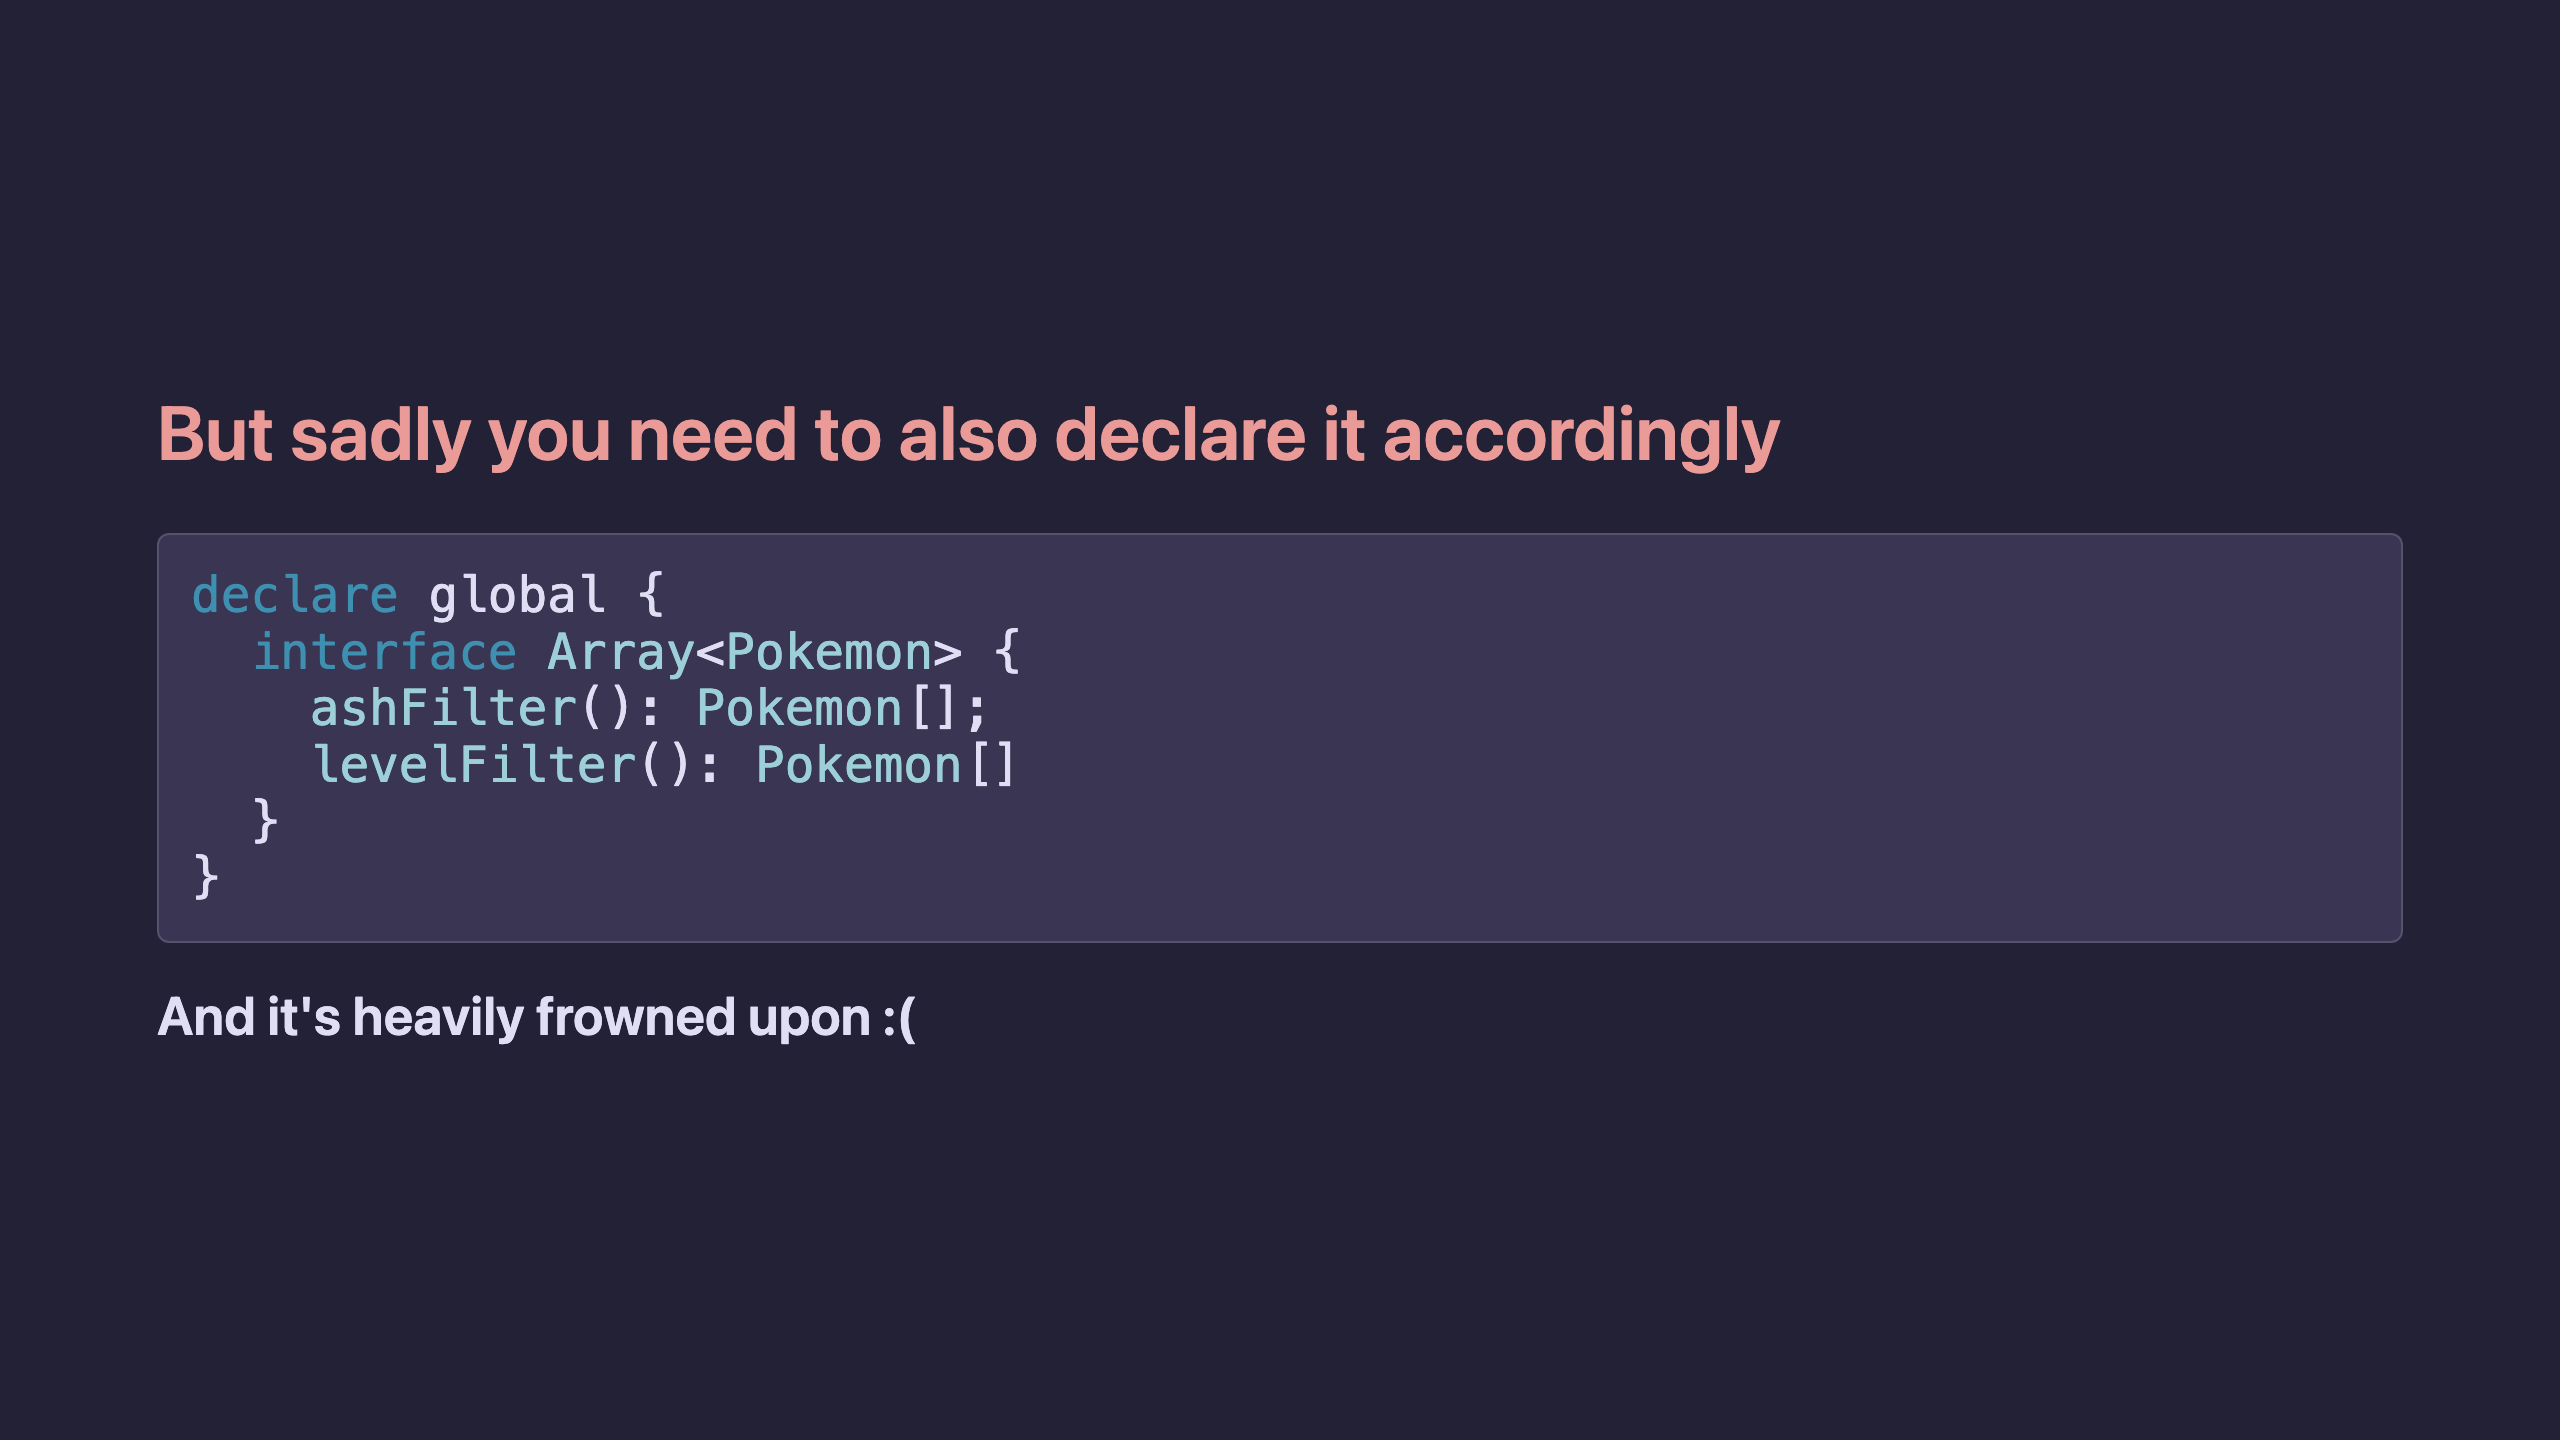 But sadly you need to also declare it accordingly
declare global {
  interface Array<Pokemon> {
    ashFilter(): Pokemon[];
    levelFilter(): Pokemon[]
  }
}
And it's heavily frowned upon :(